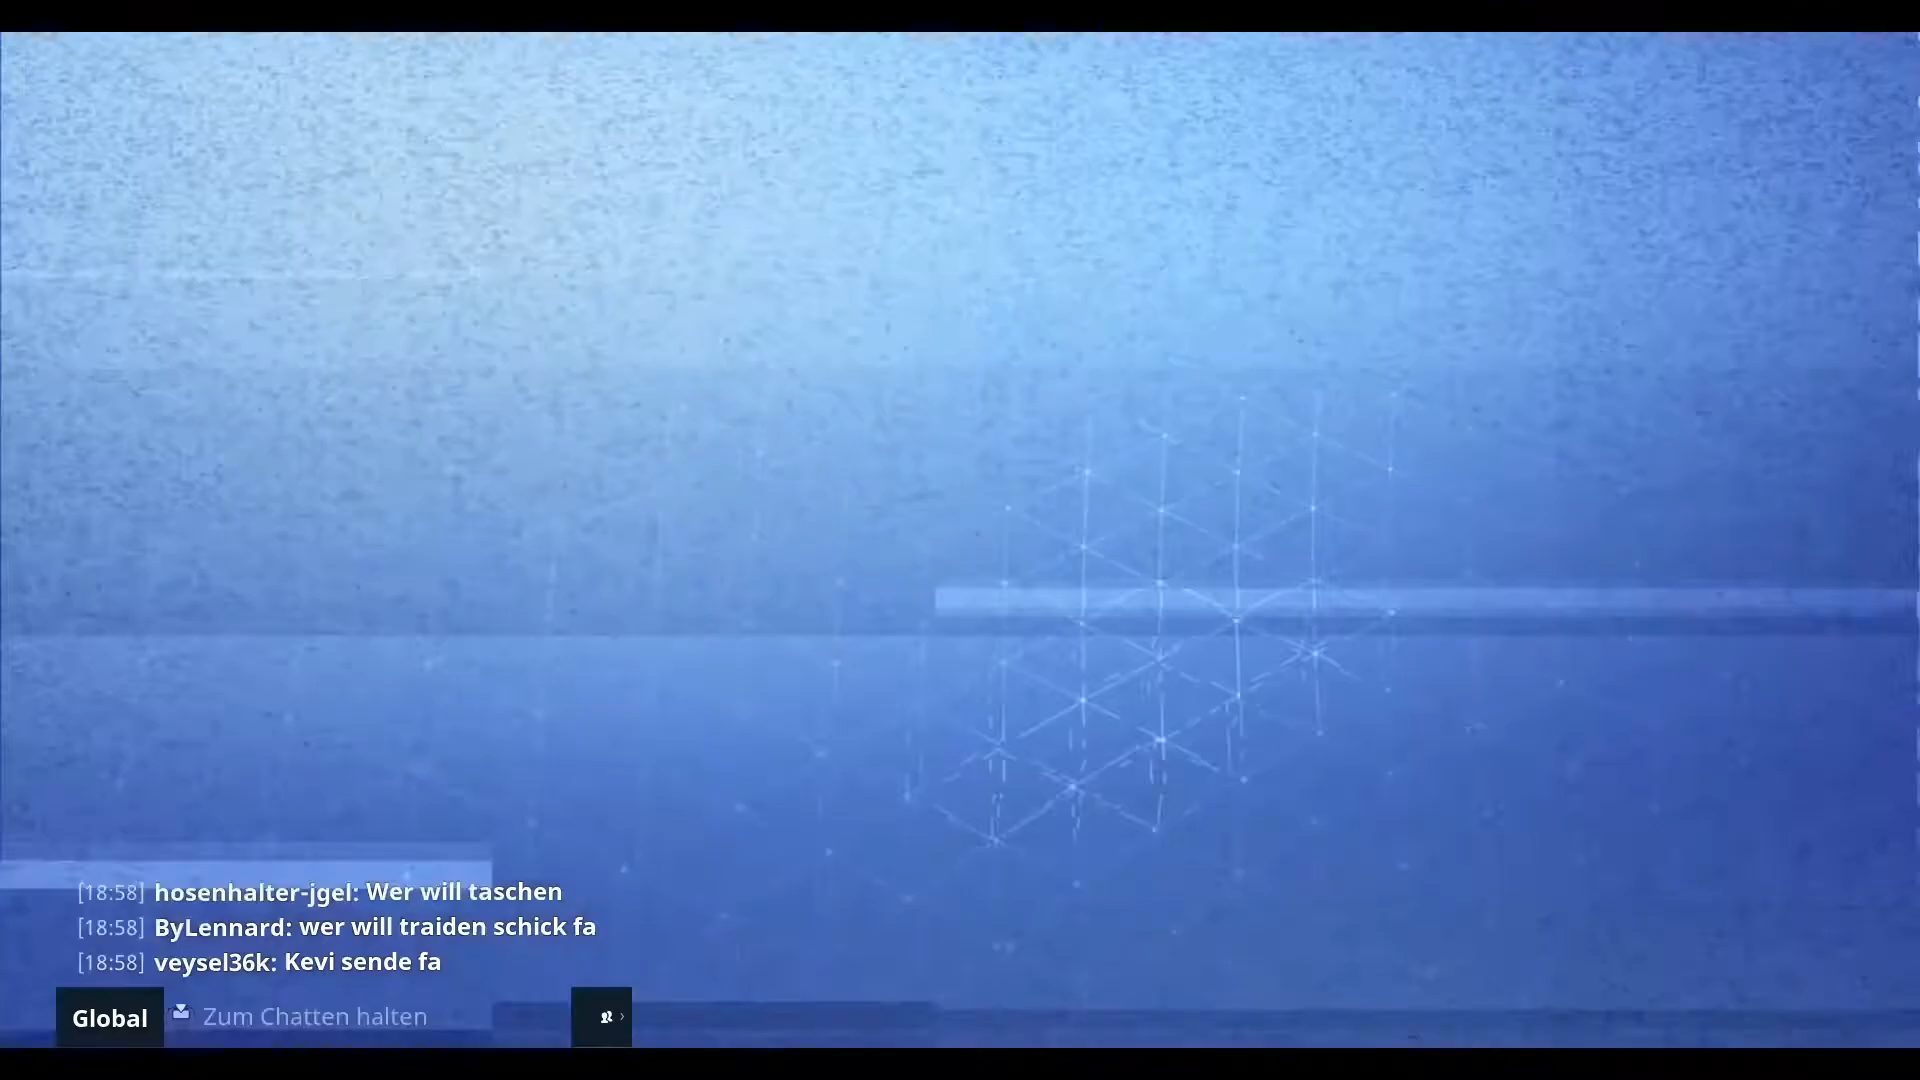 [18:58] hosenhalter-jgel: Wer will taschen
[18:58] ByLennard: wer will traiden schick fa
[18:58] veysel36k: Kevi sende fa
Global Zum Chatten halten